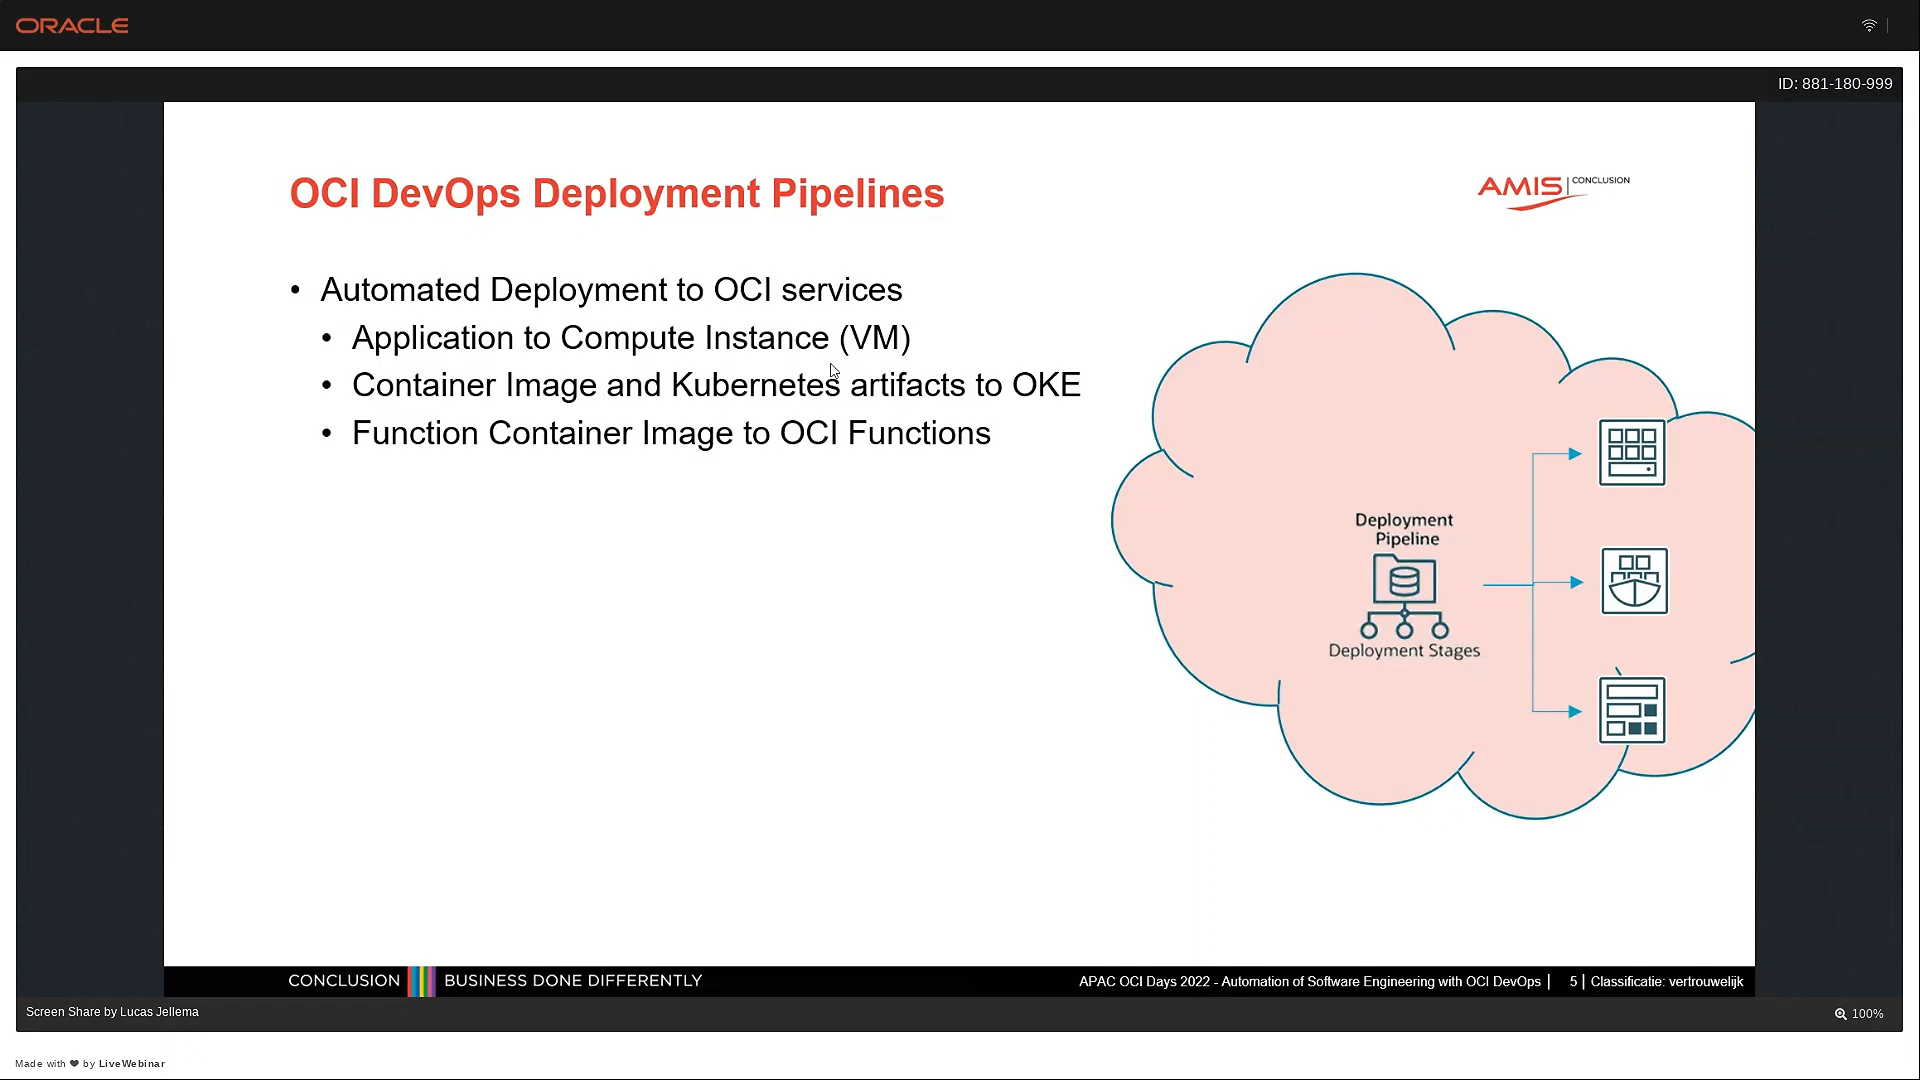 ORACLE
ID: 881-180-999
OCI DevOps Deployment Pipelines
AMIS | CONCLUSION
• Automated Deployment to OCI services
• Application to Compute Instance (VM)
• Container Image and Kubernetes artifacts to OKE
• Function Container Image to OCI Functions
Deployment
Pipeline
Deployment Stages
CONCLUSION BUSINESS DONE DIFFERENTLY
APAC OCI Days 2022 - Automation of Software Engineering with OCI DevOps | 5 | Classificatie: vertrouwelijk
Screen Share by Lucas Jellema
100%
Made with ❤ by LiveWebinar